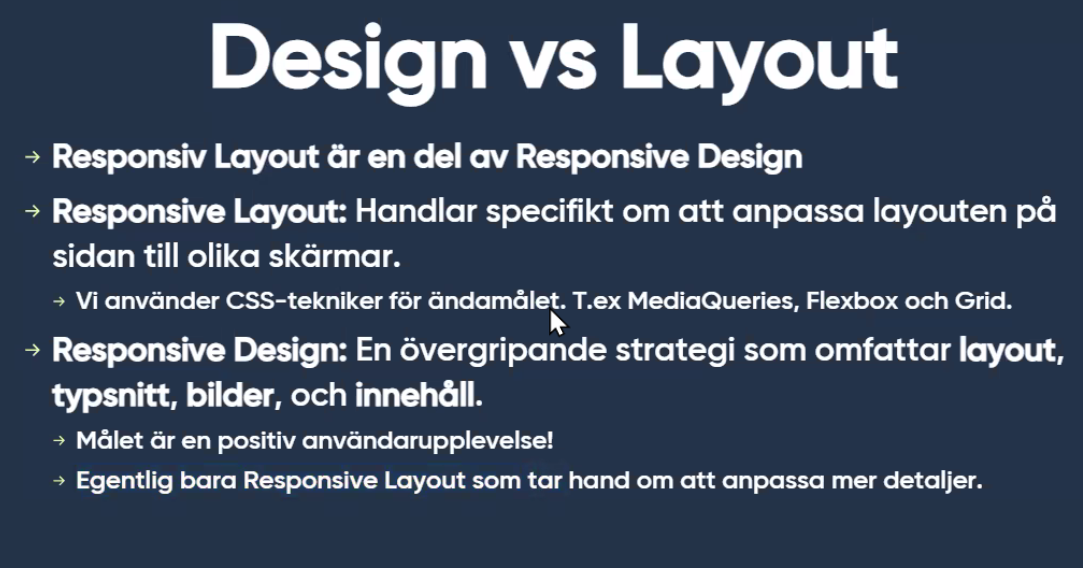 Design vs Layout
→ Responsiv Layout är en del av Responsive Design
→ Responsive Layout: Handlar specifikt om att anpassa layouten på
sidan till olika skärmar.
→ Vi använder CSS-tekniker för ändamålet. T.ex MediaQueries, Flexbox och Grid.
→ Responsive Design: En övergripande strategi som omfattar layout,
typsnitt, bilder, och innehåll.
→ Målet är en positiv användarupplevelse!
→ Egentlig bara Responsive Layout som tar hand om att anpassa mer detaljer.